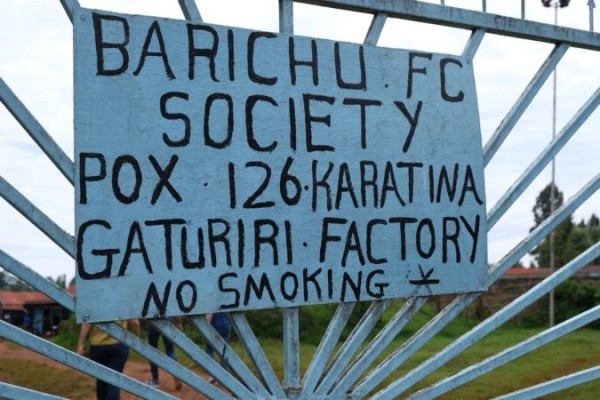 BARICHU. FC
SOCIETY
POX. 126.KARATINA
GATURIRI. FACTORY
NO SMOKING *